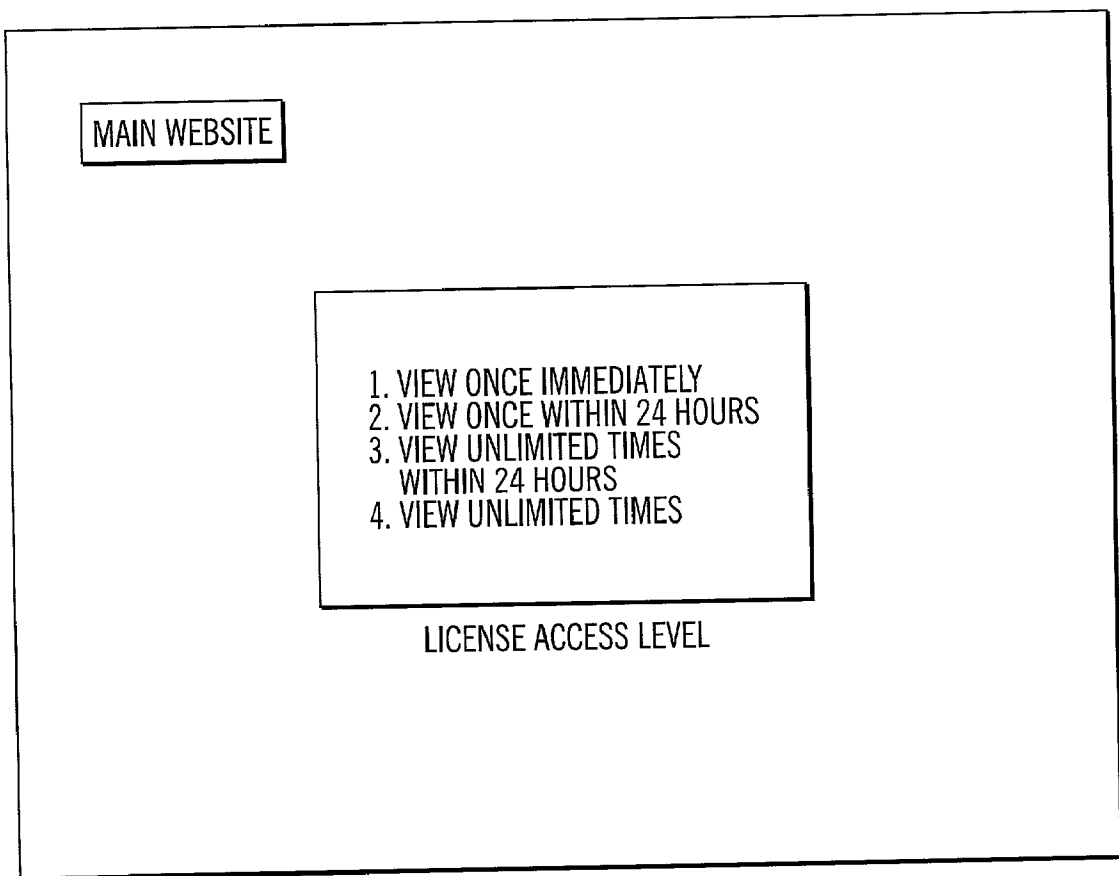 MAIN WEBSITE
1. VIEW ONCE IMMEDIATELY
2. VIEW ONCE WITHIN 24 HOURS
3. VIEW UNLIMITED TIMES
WITHIN 24 HOURS
4. VIEW UNLIMITED TIMES
LICENSE ACCESS LEVEL